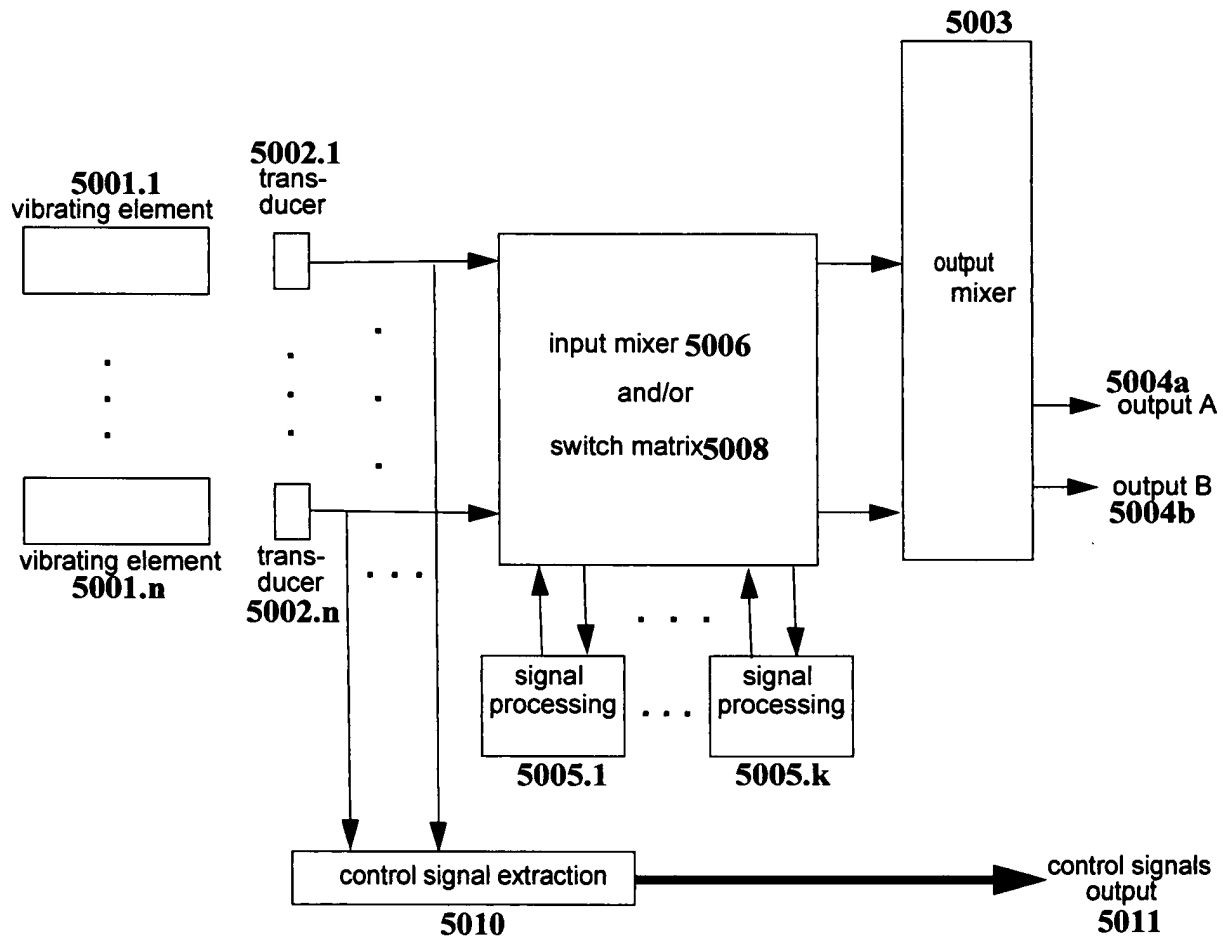 5003
5002.1
trans-
ducer
5001.1
vibrating element
output
mixer
input mixer 5006
and/or
switch matrix 5008
5004a
output A
output B
5004b
vibrating element
5001.n
trans-
ducer
5002.n
signal
processing
5005.1
signal
processing
5005.k
control signal extraction
5010
control signals
output
5011